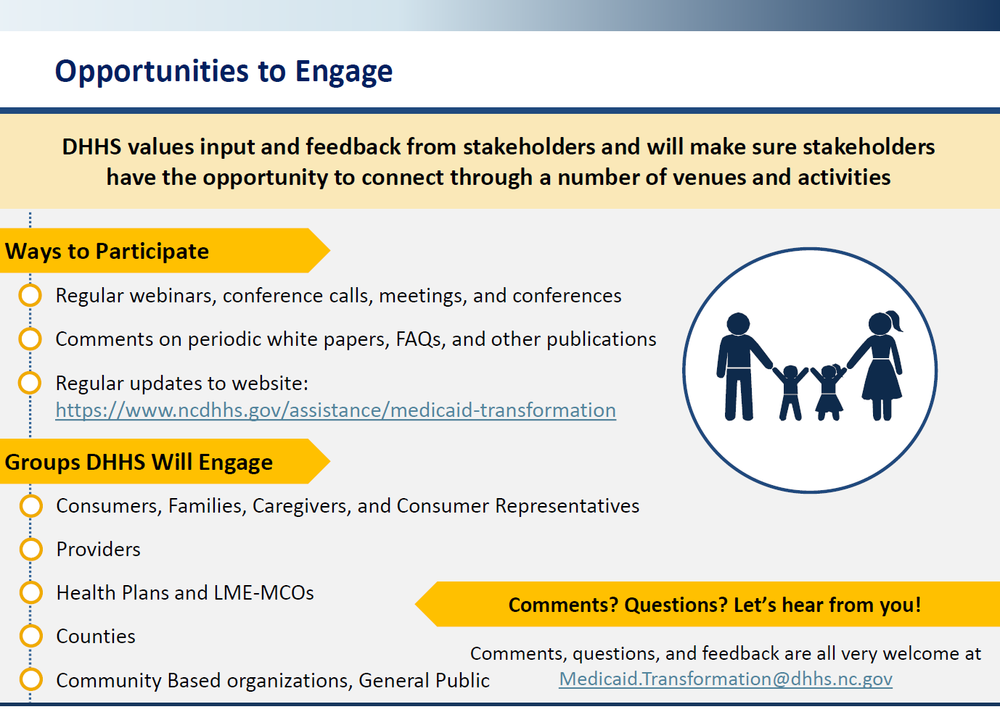 Opportunities to Engage
DHHS values input and feedback from stakeholders and will make sure stakeholders
have the opportunity to connect through a number of venues and activities
Ways to Participate
Regular webinars, conference calls, meetings, and conferences
Comments on periodic white papers, FAQs, and other publications
Regular updates to website:
https://www.ncdhhs.gov/assistance/medicaid-transformation
Groups DHHS Will Engage
Consumers, Families, Caregivers, and Consumer Representatives
Providers
Health Plans and LME-MCOs
Counties
Community Based organizations, General Public
Comments? Questions? Let’s hear from you!
Comments, questions, and feedback are all very welcome at
Medicaid.Transformation@dhhs.nc.gov